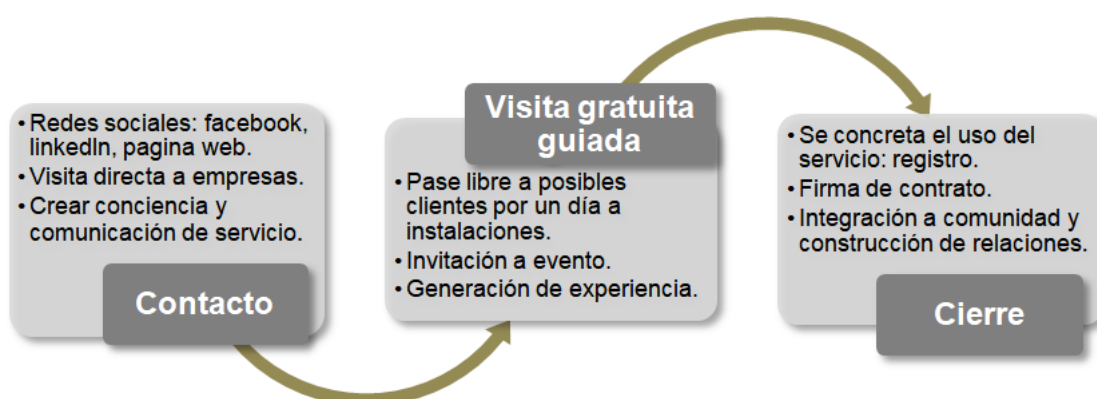 • Redes sociales: facebook,
linkedIn, pagina web.
• Visita directa a empresas.
• Crear conciencia y
comunicación de servicio.
Contacto
Visita gratuita
guiada
• Pase libre a posibles
clientes por un día a
instalaciones.
• Invitación a evento.
• Generación de experiencia.
• Se concreta el uso del
servicio: registro.
• Firma de contrato.
• Integración a comunidad y
construcción de relaciones.
Cierre